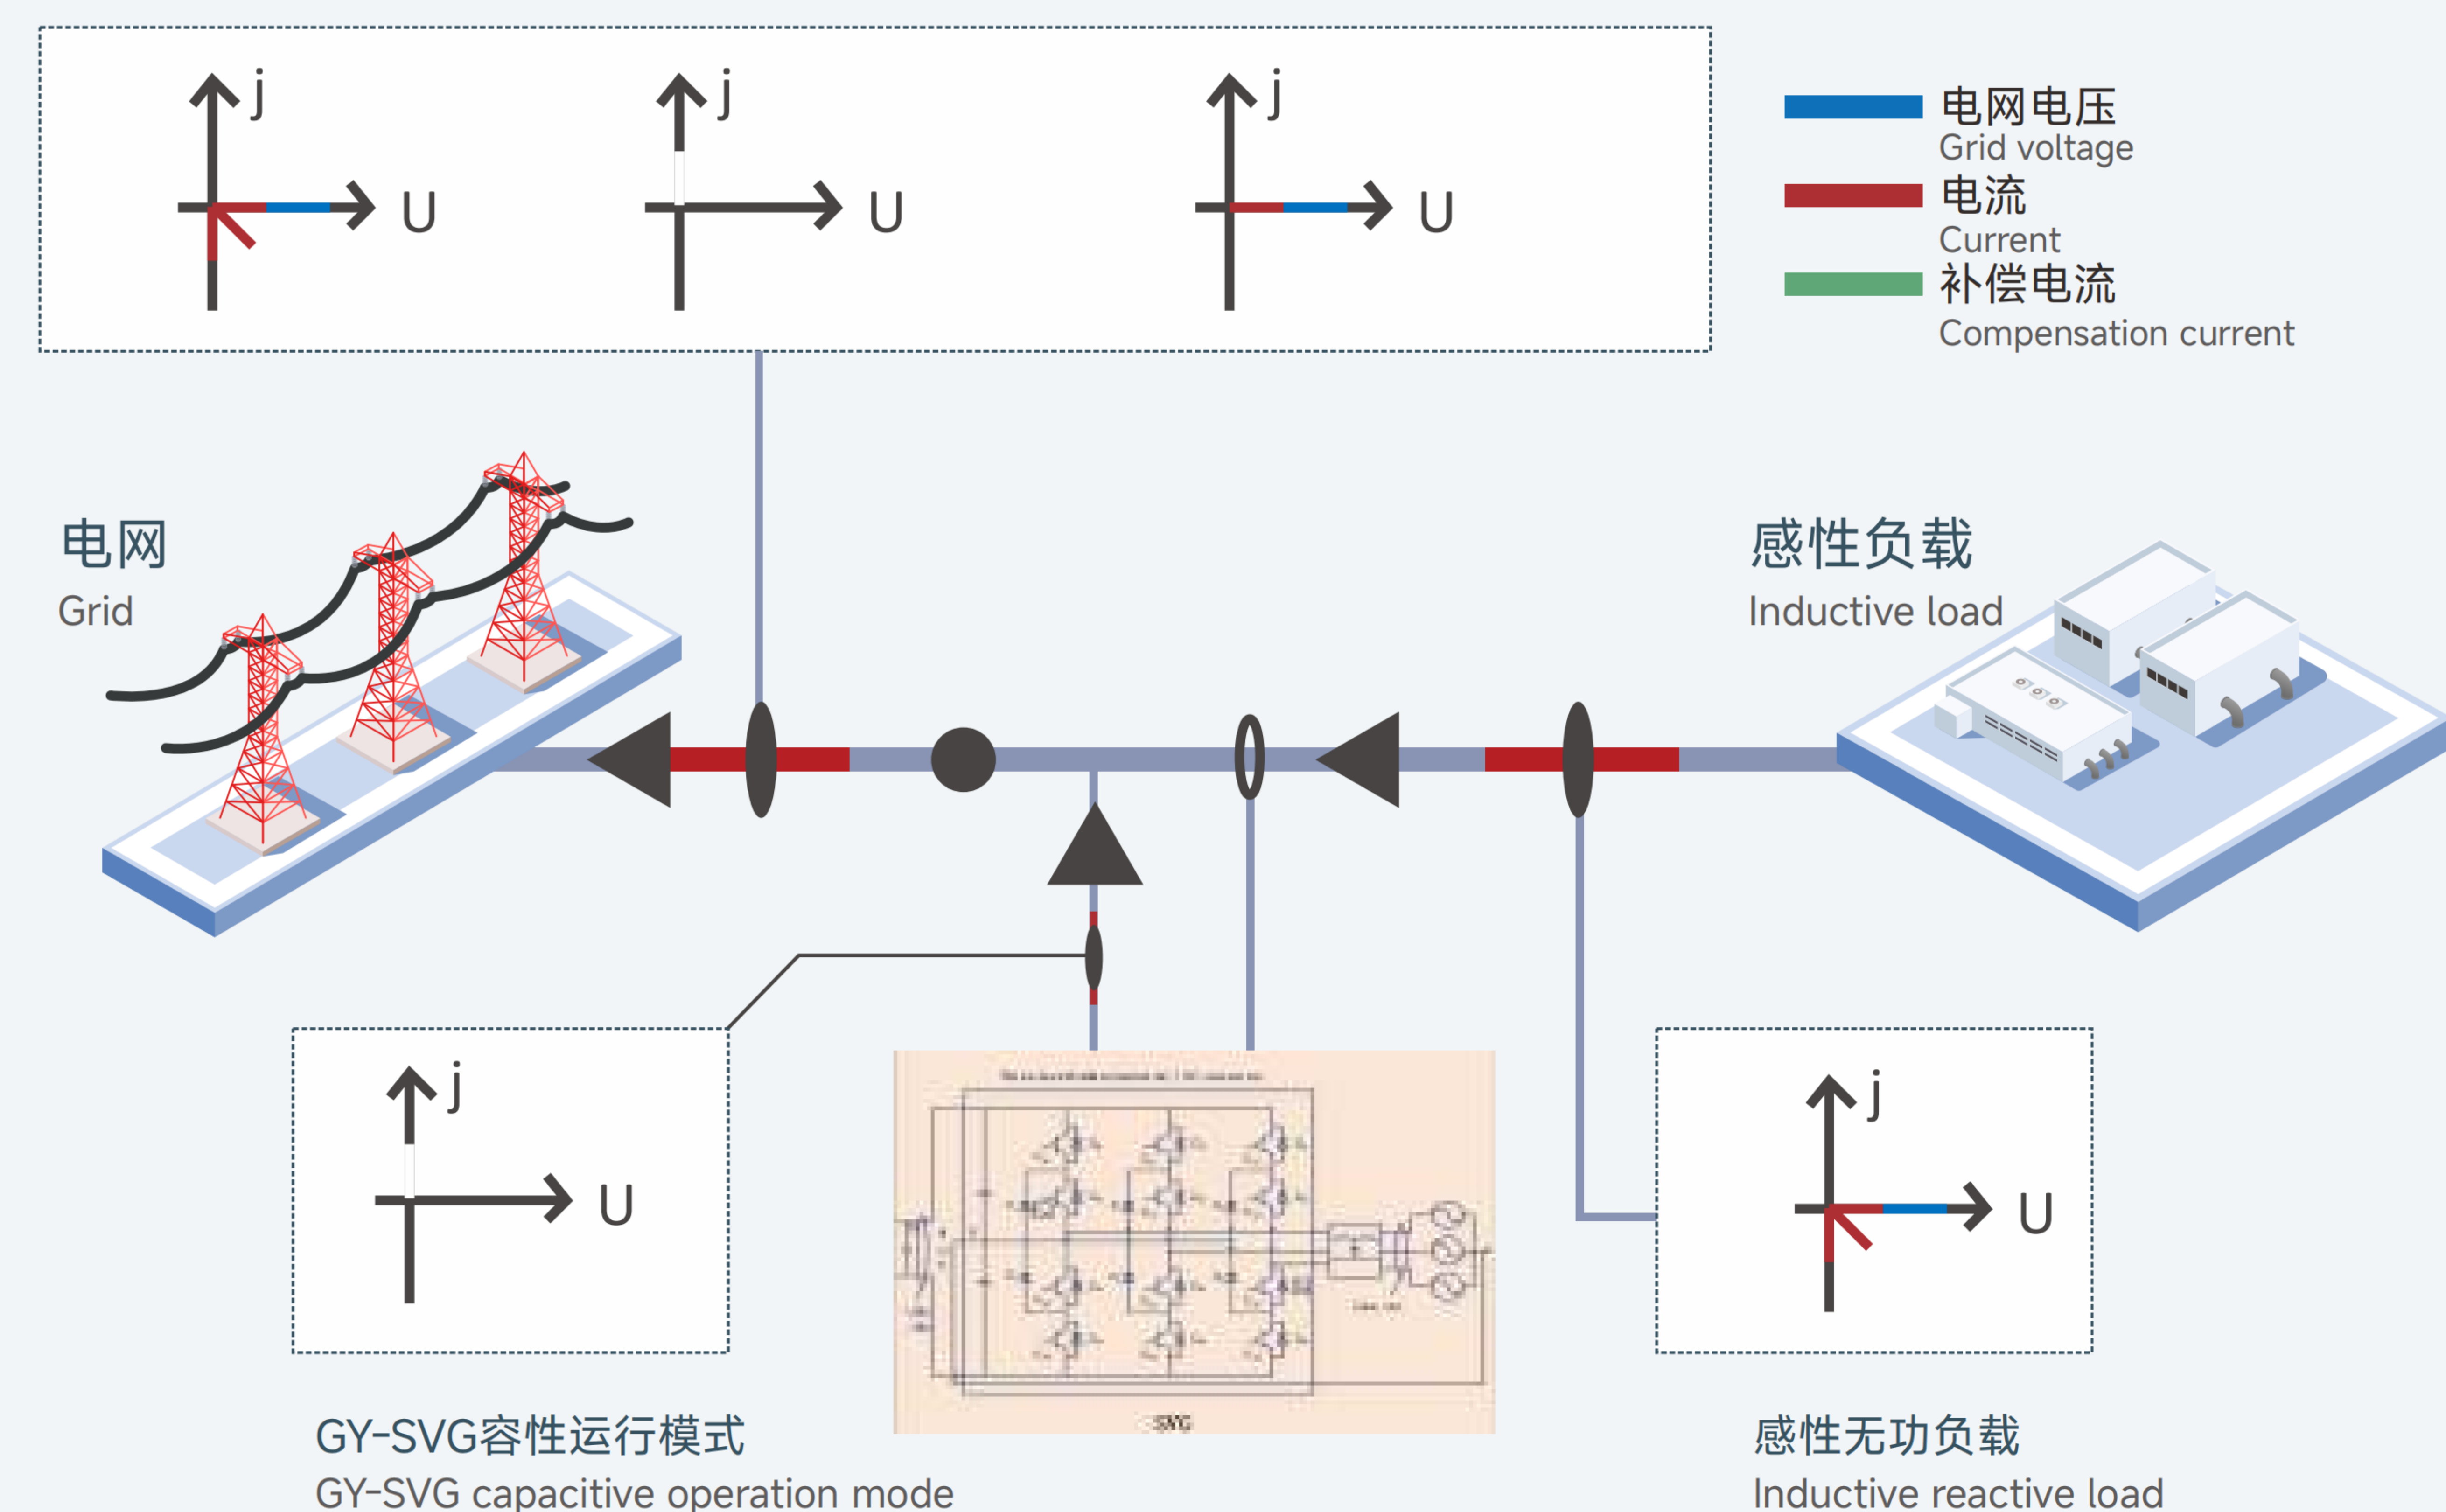 j
U
j
U
j
U
电网电压
Grid voltage
电流
Current
补偿电流
Compensation current
电网
Grid
感性负载
Inductive load
j
U
j
U
SVG
GY-SVG容性运行模式
GY-SVG capacitive operation mode
感性无功负载
Inductive reactive load